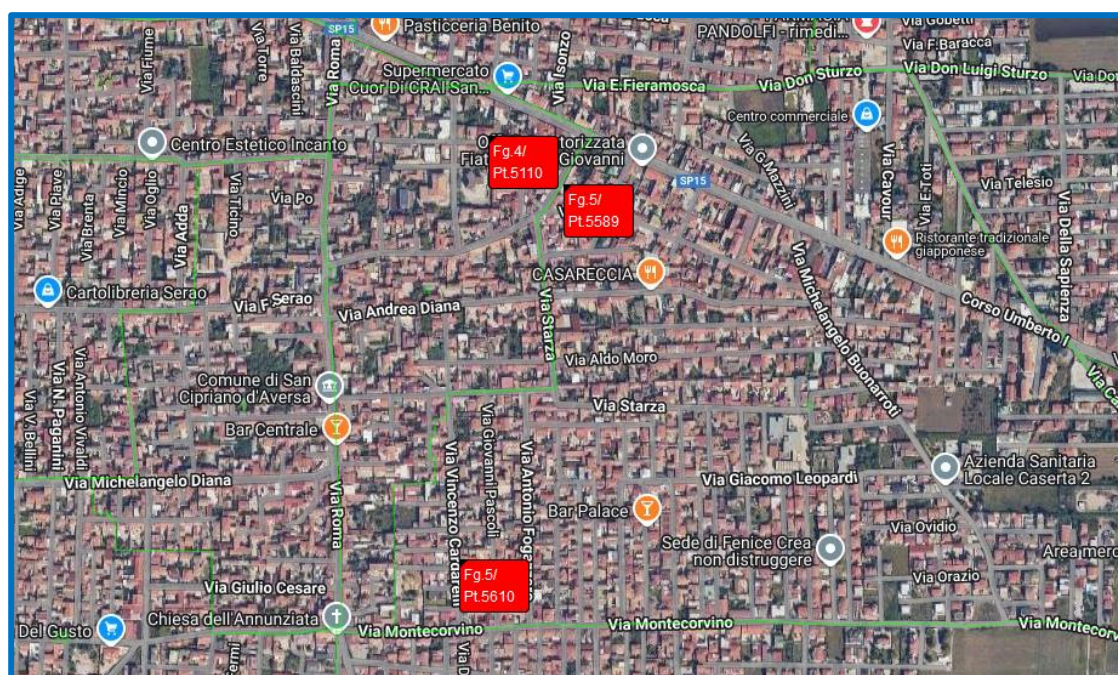 SP15
Pasticceria Benito
PANDOLFI - rimedi...
Via Gobetti
Via F.Baracca
Via Fiume
Via Torre
Via Baldascini
Via Roma
Via Isonzo
Supermercato
Cuor Di CRAI San...
Via E.Fieramosca
Via Don Sturzo
Via Don Luigi Sturzo
Centro commerciale
Centro Estetico Incanto
Fg.4/
Pt.5110
Giovanni
SP15
Via G.Mazzini
Via Cavour
Via E.Toti
Via Telesio
Via Adige
Via Piave
Via Brenta
Via Mincio
Via Oglio
Via Adda
Via Ticino
Via Po
Fg.5/
Pt.5589
Ristorante tradizionale
giapponese
Via Della Sapienza
CASARECCIA
Cartolibreria Serao
Via F.Serao
Via Andrea Diana
Via Starza
Via Michelangelo Buonarroti
Corso Umberto I
Via Aldo Moro
Comune di San
Cipriano d'Aversa
Via Starza
Bar Centrale
Via V. Bellini
Via N. Paganini
Via Antonio Vivaldi
Via Michelangelo Diana
Via Roma
Via Vincenzo Cardarelli
Via Giovanni Pascoli
Via Giacomo Leopardi
Azienda Sanitaria
Locale Caserta 2
Bar Palace
Via Ovidio
Sede di Fenice Crea
non distruggere
Via Orazio
Via Giulio Cesare
Fg.5/
Pt.5610
Chiesa dell'Annunziata
Del Gusto
Via Montecorvino
Via Montecorvino